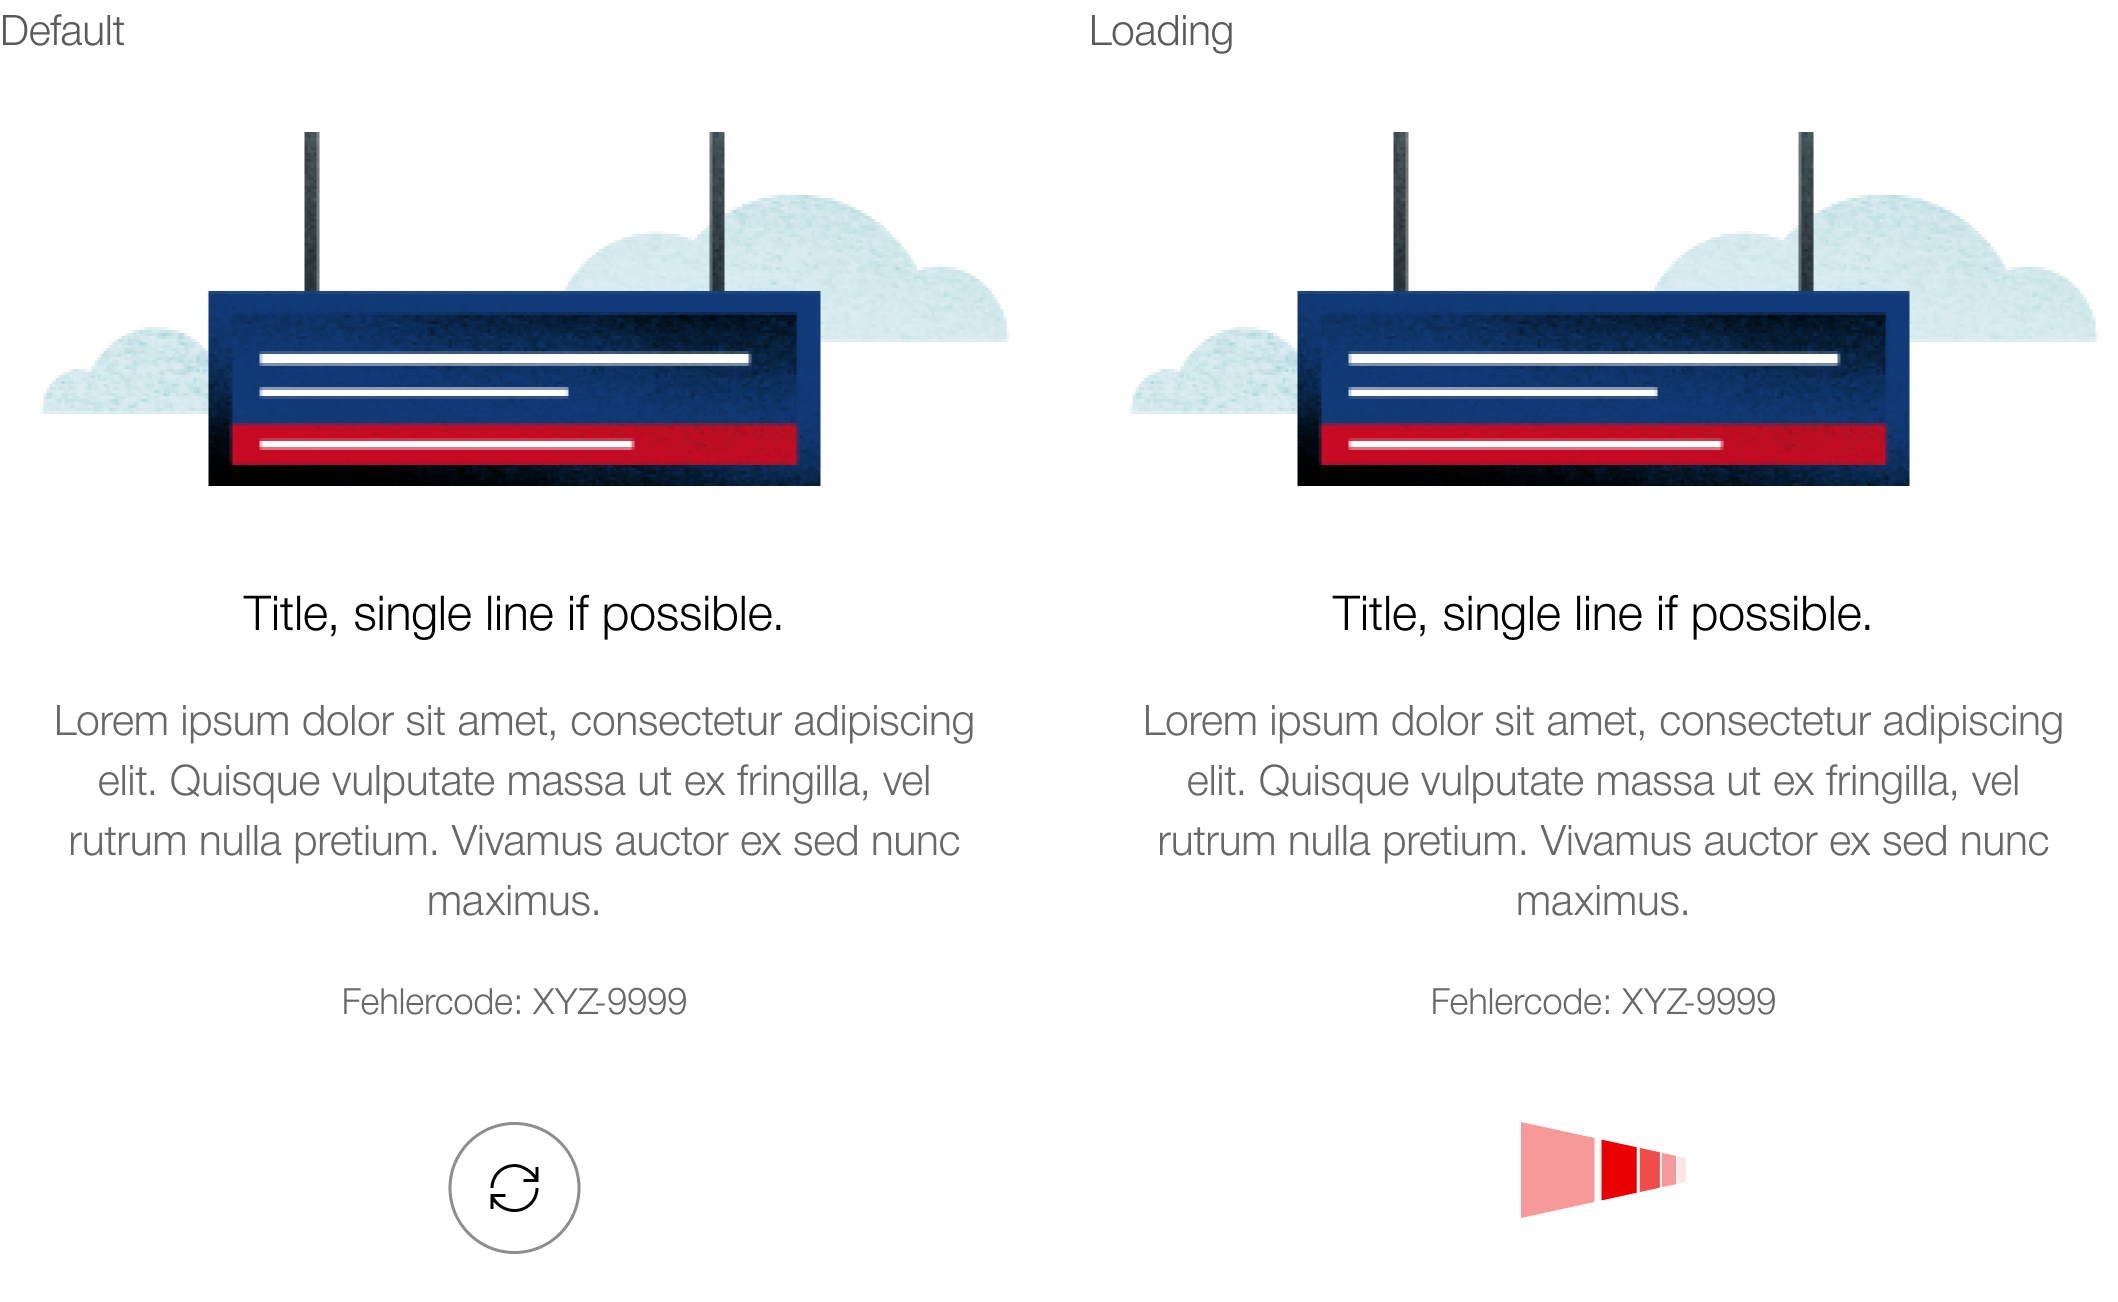 Default
Title, single line if possible.
Lorem ipsum dolor sit amet, consectetur adipiscing
elit. Quisque vulputate massa ut ex fringilla, vel
rutrum nulla pretium. Vivamus auctor ex sed nunc
maximus.
Fehlercode: XYZ-9999
Loading
Title, single line if possible.
Lorem ipsum dolor sit amet, consectetur adipiscing
elit. Quisque vulputate massa ut ex fringilla, vel
rutrum nulla pretium. Vivamus auctor ex sed nunc
maximus.
Fehlercode: XYZ-9999